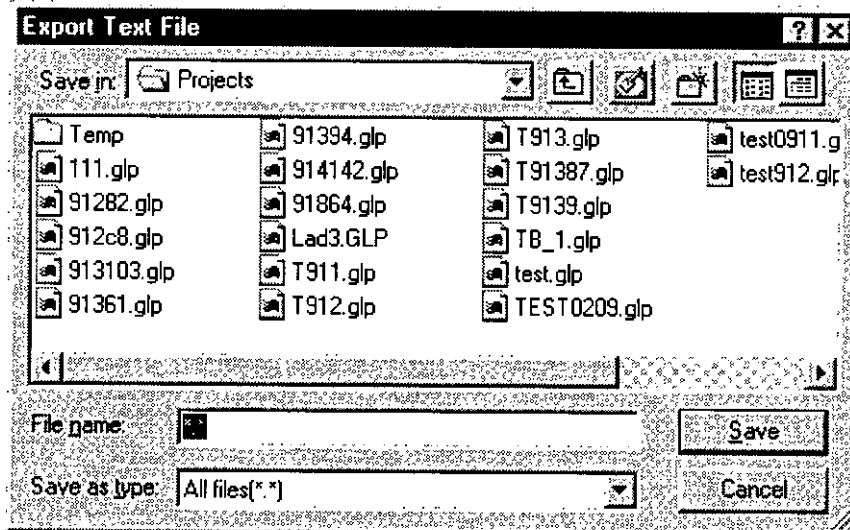 Export Text File
Save in: Projects
Temp
111.glp
91282.glp
912c8.glp
913103.glp
91361.glp
91394.glp
914142.glp
91864.glp
Lad3.GLP
T911.glp
T912.glp
T913.glp
T91387.glp
T9139.glp
TB_1.glp
test.glp
TEST0209.glp
test0911.g
test912.glp
File name: *.*
Save
Save as type: All files(*.*)
Cancel